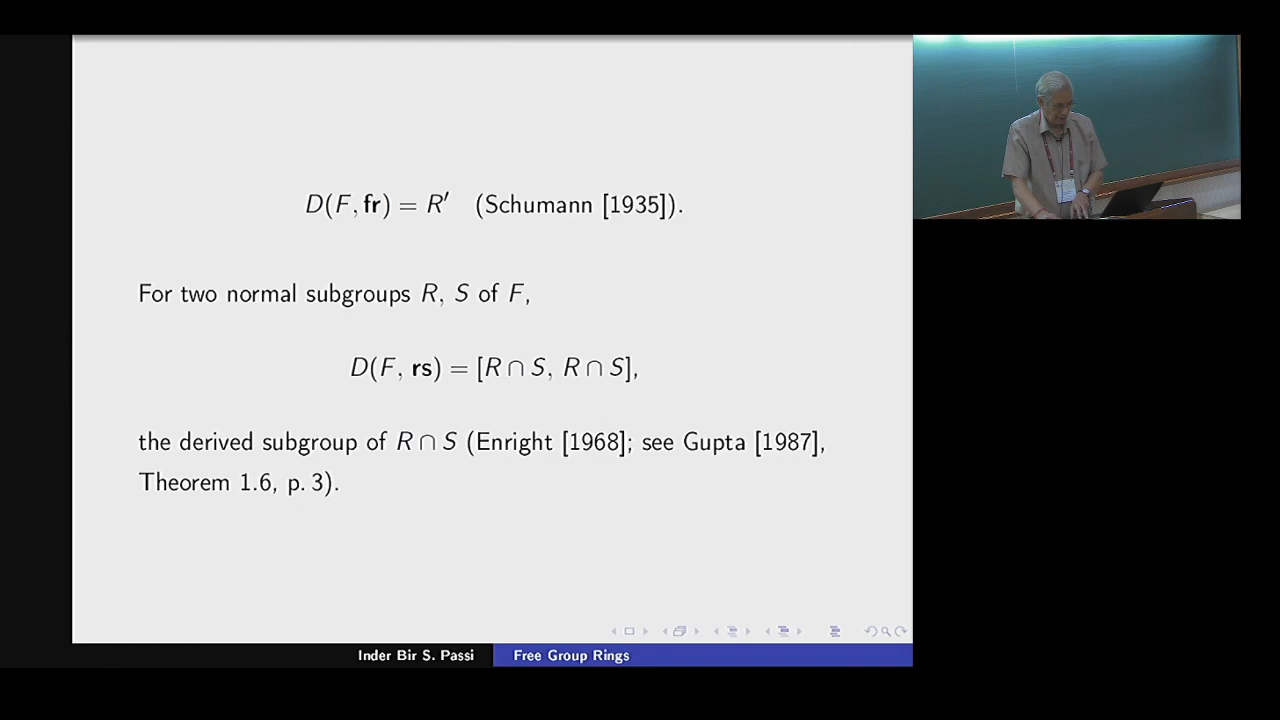 D(F, fr) = R′ (Schumann [1935]).
For two normal subgroups R, S of F,
D(F, rs) = [R ∩ S, R ∩ S],
the derived subgroup of R ∩ S (Enright [1968]; see Gupta [1987],
Theorem 1.6, p. 3).
Inder Bir S. Passi Free Group Rings